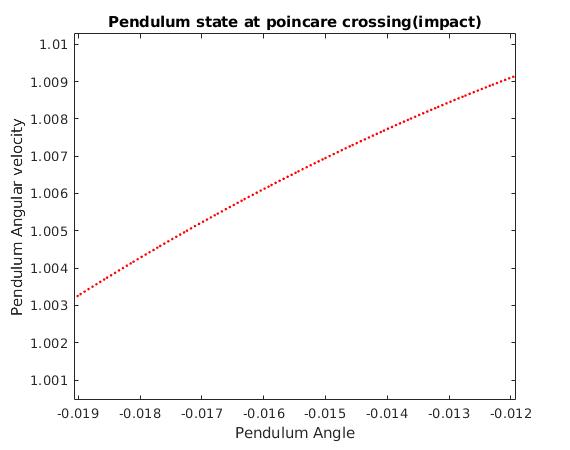 Pendulum state at poincare crossing(impact)
1.01
1.009
1.008
1.007
1.006
1.005
1.004
1.003
1.002
1.001
Pendulum Angular velocity
-0.019 -0.018 -0.017 -0.016 -0.015 -0.014 -0.013 -0.012
Pendulum Angle